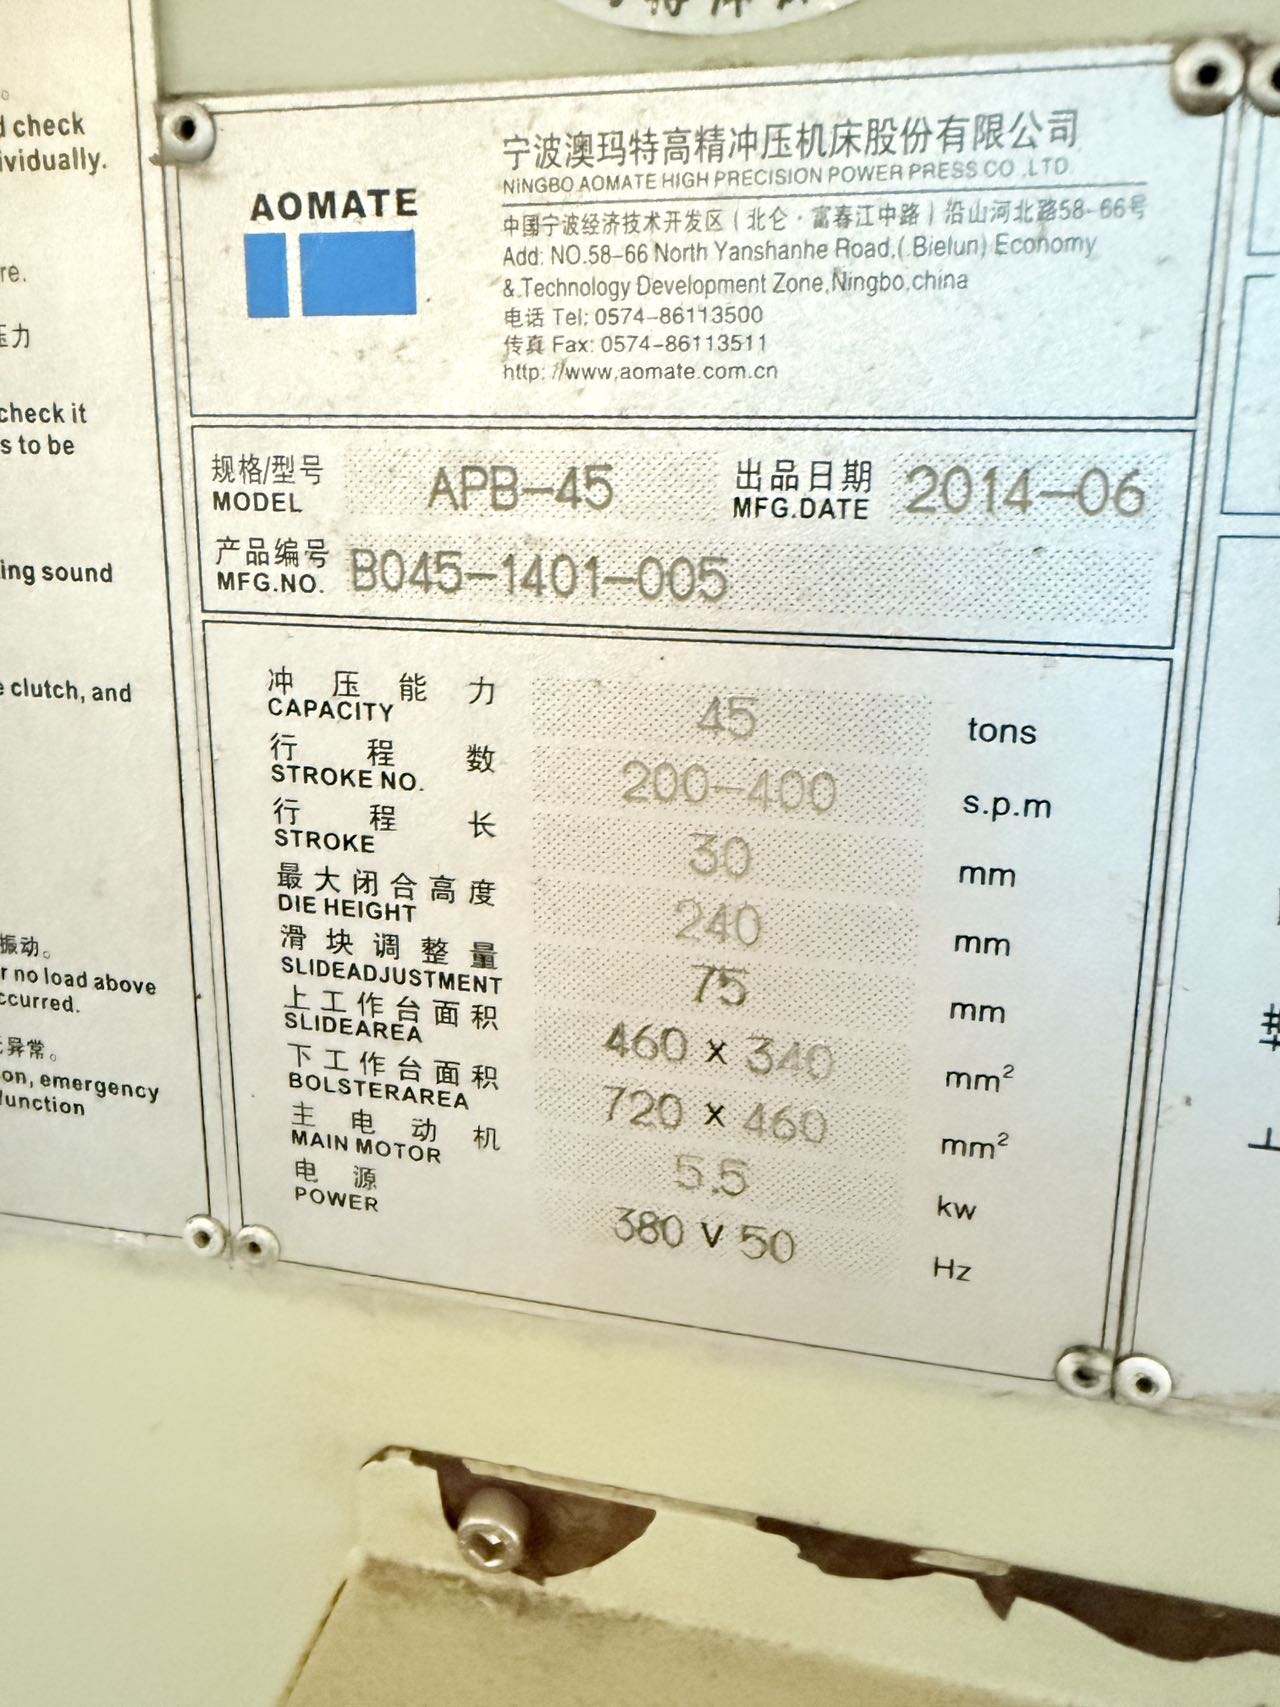 d check
ividually.
re.
压力
check it
s to be
ing sound
e clutch, and
振动。
r no load above
ccurred.
异常。
on, emergency
function
AOMATE
宁波澳玛特高精冲压机床股份有限公司
NINGBO AOMATE HIGH PRECISION POWER PRESS CO .,LTD.
中国宁波经济技术开发区(北仑·富春江中路)沿山河北路58-66号
Add: NO.58-66 North Yanshanhe Road,( Bielun) Economy
& Technology Development Zone,Ningbo,china
电话 Tel: 0574-86113500
传真 Fax: 0574-86113511
http: //www.aomate.com.cn
规格/型号 APB-45 出品日期 2014-06
MODEL MFG.DATE
产品编号 B045-1401-005
MFG.NO.
冲压能力 45 tons
CAPACITY
行程数 200-400 s.p.m
STROKE NO.
行程长 30 mm
STROKE
最大闭合高度 240 mm
DIE HEIGHT
滑块调整量 75 mm
SLIDEADJUSTMENT
上工作台面积 460 × 340 mm²
SLIDEAREA
下工作台面积 720 × 460 mm²
BOLSTERAREA
主电动机 5.5 kw
MAIN MOTOR
电源 380 V 50 Hz
POWER
上